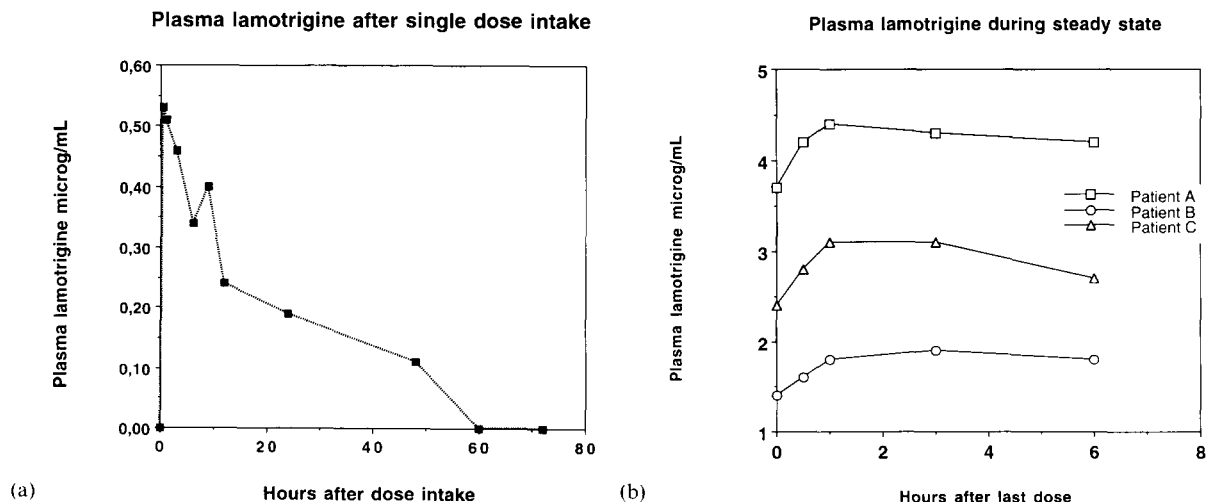 Plasma lamotrigine after single dose intake
0,60
0,50
0,40
0,30
0,20
0,10
0,00
0
20
40
60
80
Plasma lamotrigine microg/mL
Hours after dose intake
(a)
Plasma lamotrigine during steady state
5
4
3
2
1
0
2
4
6
8
Plasma lamotrigine microg/mL
Patient A
Patient B
Patient C
Hours after last dose
(b)